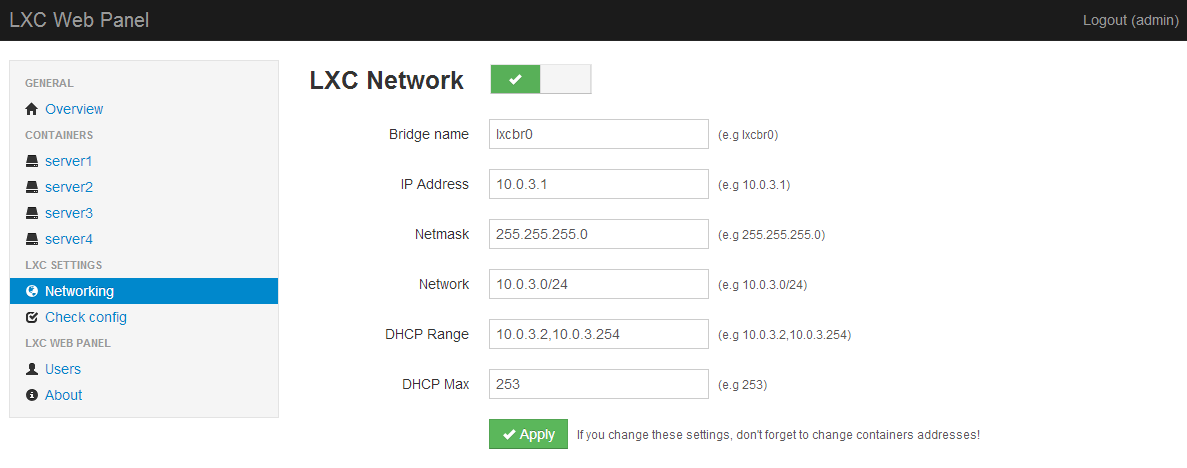 LXC Web Panel
Logout (admin)
GENERAL
Overview
CONTAINERS
server1
server2
server3
server4
LXC SETTINGS
Networking
Check config
LXC WEB PANEL
Users
About
LXC Network
Bridge name lxcbr0 (e.g lxcbr0)
IP Address 10.0.3.1 (e.g 10.0.3.1)
Netmask 255.255.255.0 (e.g 255.255.255.0)
Network 10.0.3.0/24 (e.g 10.0.3.0/24)
DHCP Range 10.0.3.2,10.0.3.254 (e.g 10.0.3.2,10.0.3.254)
DHCP Max 253 (e.g 253)
Apply If you change these settings, don't forget to change containers addresses!